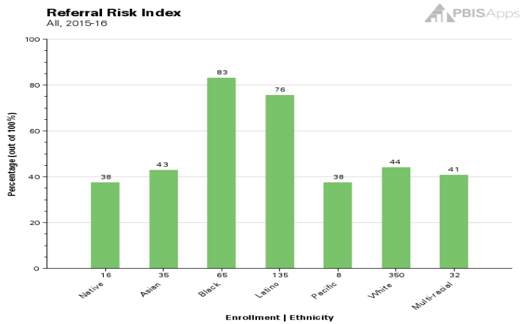 Referral Risk Index
All, 2015-16
PBISApps
Percentage (out of 100%)
100
80
60
40
20
0
38
43
83
76
38
44
41
16
35
65
135
8
350
32
Native
Asian
Black
Latino
Pacific
White
Multi-racial
Enrollment | Ethnicity